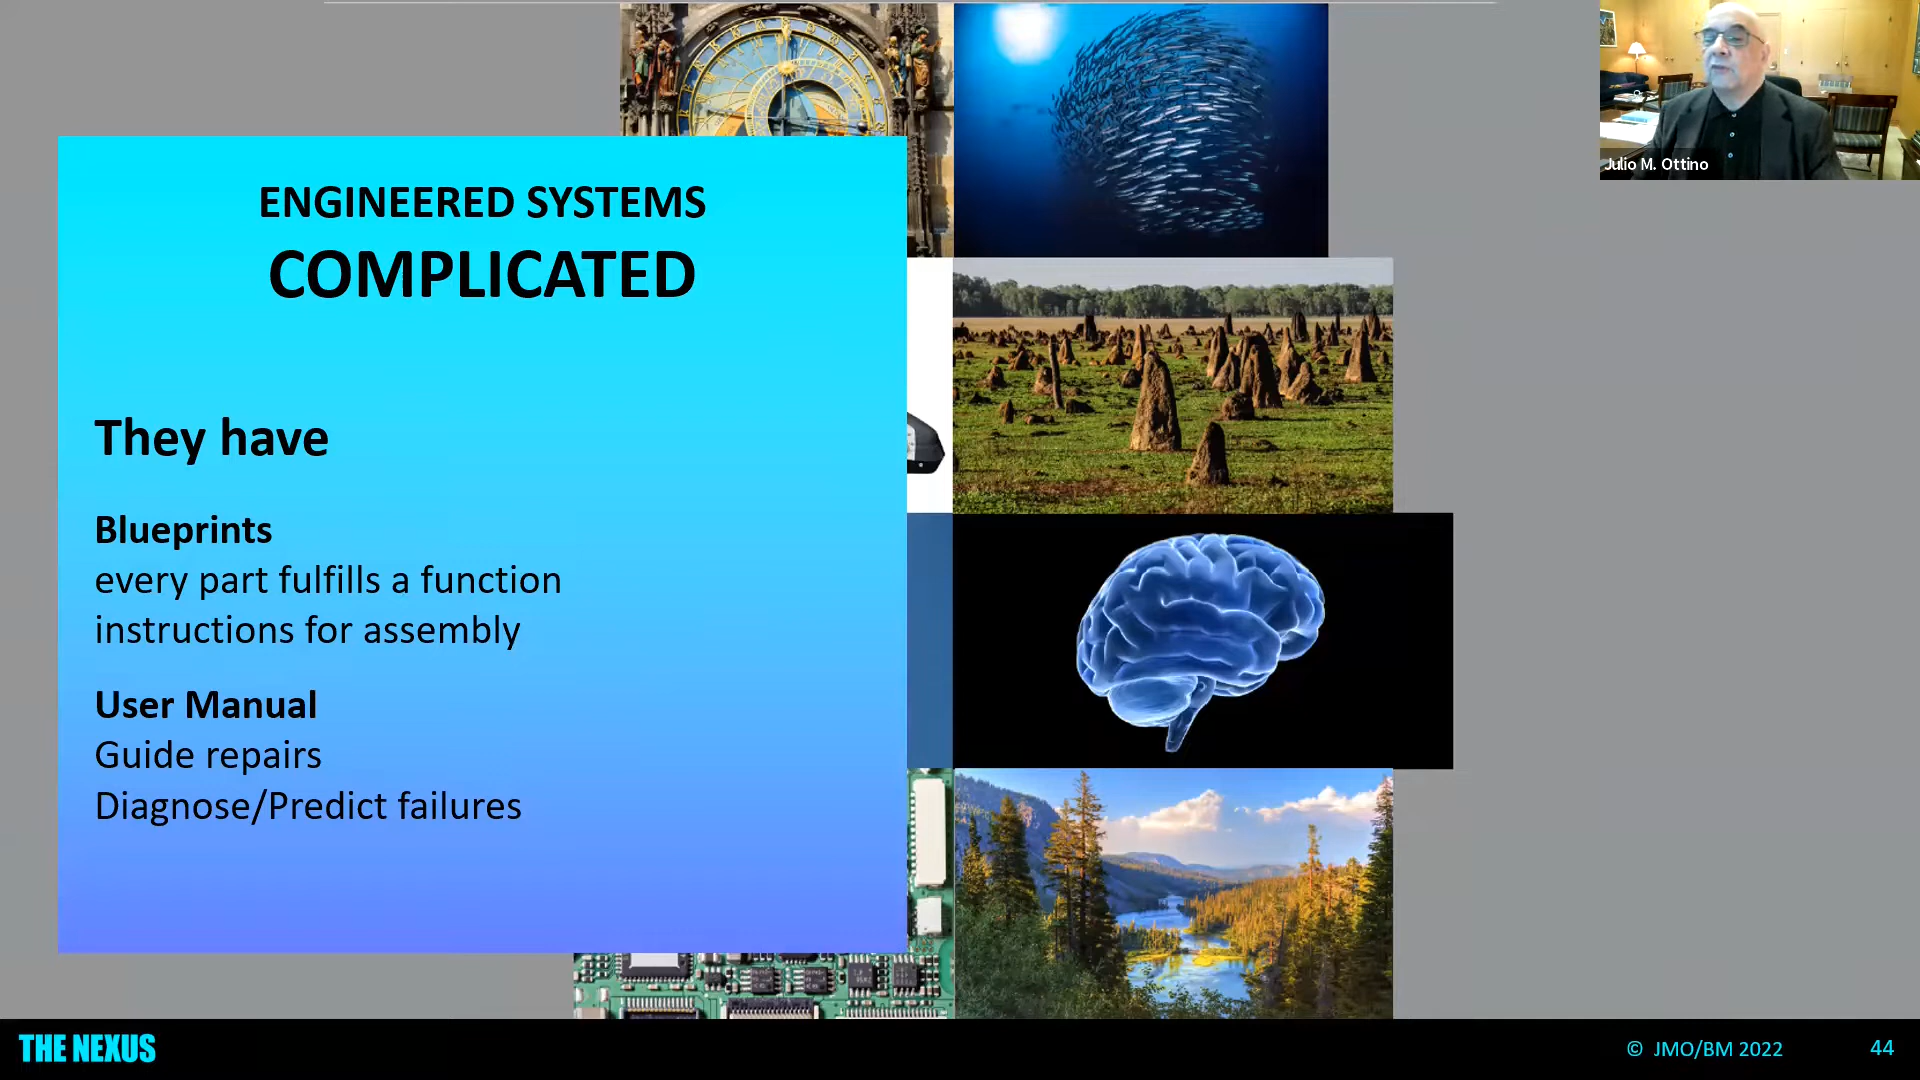 ENGINEERED SYSTEMS
COMPLICATED
They have
Blueprints
every part fulfills a function
instructions for assembly
User Manual
Guide repairs
Diagnose/Predict failures
Julio M. Ottino
THE NEXUS
© JMO/BM 2022
44